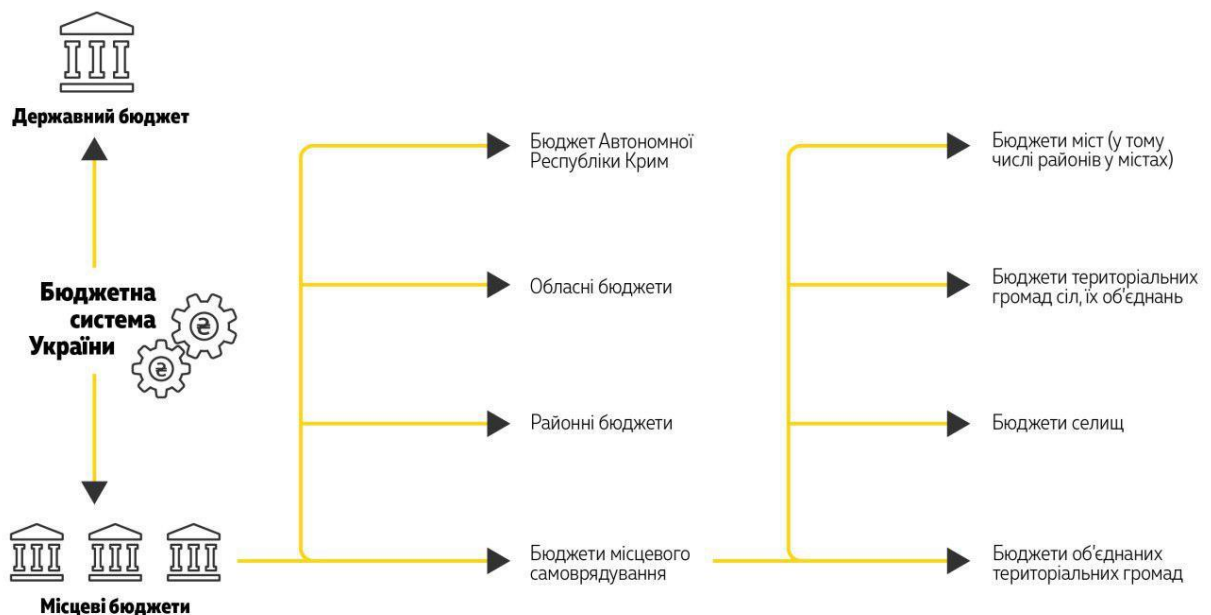 Державний бюджет
Бюджетна
система
України
₴
₴
Місцеві бюджети
Бюджет Автономної
Республіки Крим
Обласні бюджети
Районні бюджети
Бюджети місцевого
самоврядування
Бюджети міст (у тому
числі районів у містах)
Бюджети територіальних
громад сіл, їх об’єднань
Бюджети селищ
Бюджети об’єднаних
територіальних громад